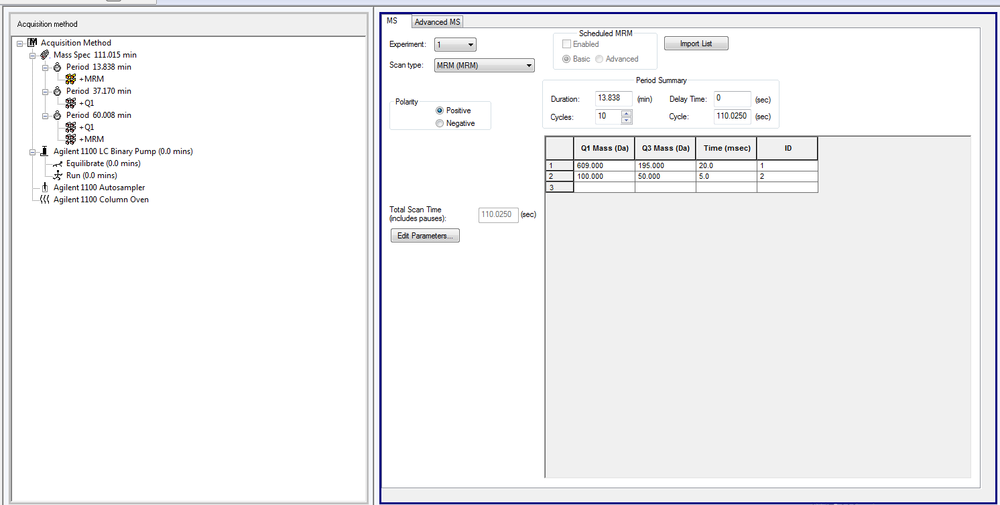 Acquisition method
Acquisition Method
Mass Spec 111.015 min
Period 13.838 min
+MRM
Period 37.170 min
+Q1
Period 60.008 min
+Q1
+MRM
Agilent 1100 LC Binary Pump (0.0 mins)
Equilibrate (0.0 mins)
Run (0.0 mins)
Agilent 1100 Autosampler
Agilent 1100 Column Oven
MS Advanced MS
Experiment: 1
Scan type: MRM (MRM)
Scheduled MRM
Enabled
Basic Advanced
Import List
Polarity
Positive
Negative
Period Summary
Duration: 13.838 (min) Delay Time: 0 (sec)
Cycles: 10 Cycle: 110.0250 (sec)
Q1 Mass (Da) Q3 Mass (Da) Time (msec) ID
1 609.000 195.000 20.0 1
2 100.000 50.000 5.0 2
3
Total Scan Time
(includes pauses): 110.0250 (sec)
Edit Parameters...